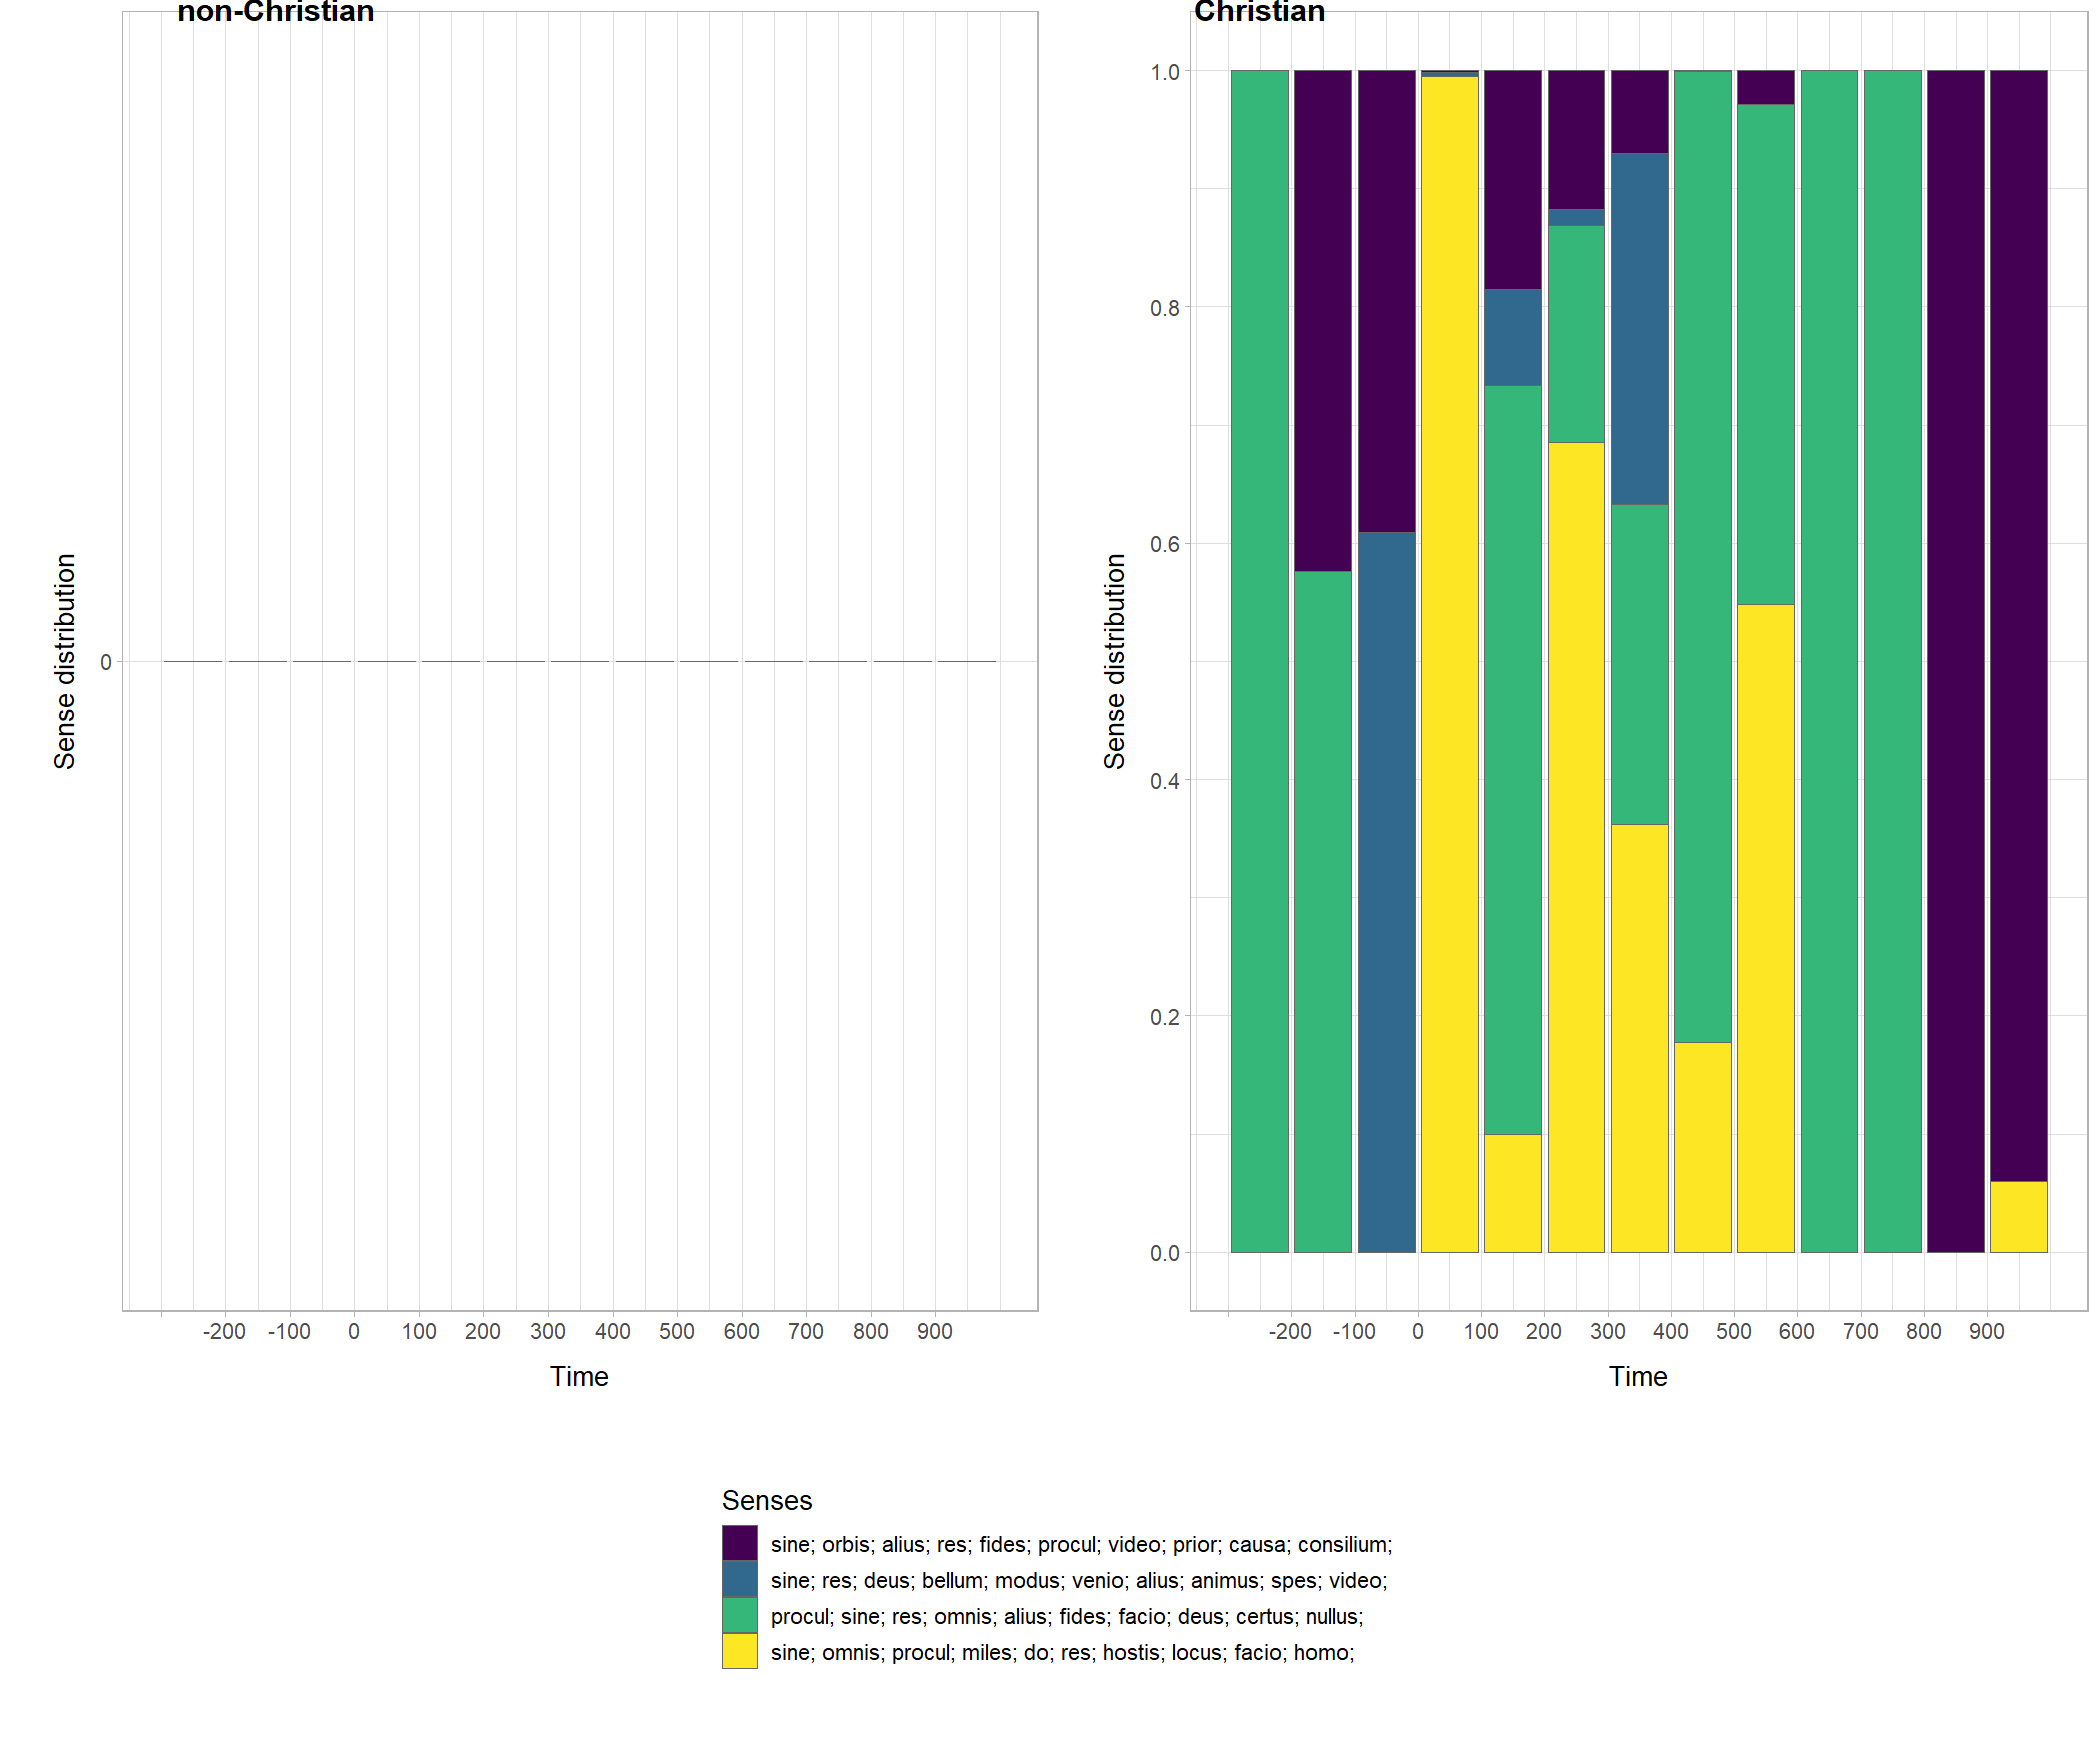 non-Christian
Sense distribution
0
-200 -100 0 100 200 300 400 500 600 700 800 900
Time
Christian
Sense distribution
1.0
0.8
0.6
0.4
0.2
0.0
-200 -100 0 100 200 300 400 500 600 700 800 900
Time
Senses
sine; orbis; alius; res; fides; procul; video; prior; causa; consilium;
sine; res; deus; bellum; modus; venio; alius; animus; spes; video;
procul; sine; res; omnis; alius; fides; facio; deus; certus; nullus;
sine; omnis; procul; miles; do; res; hostis; locus; facio; homo;